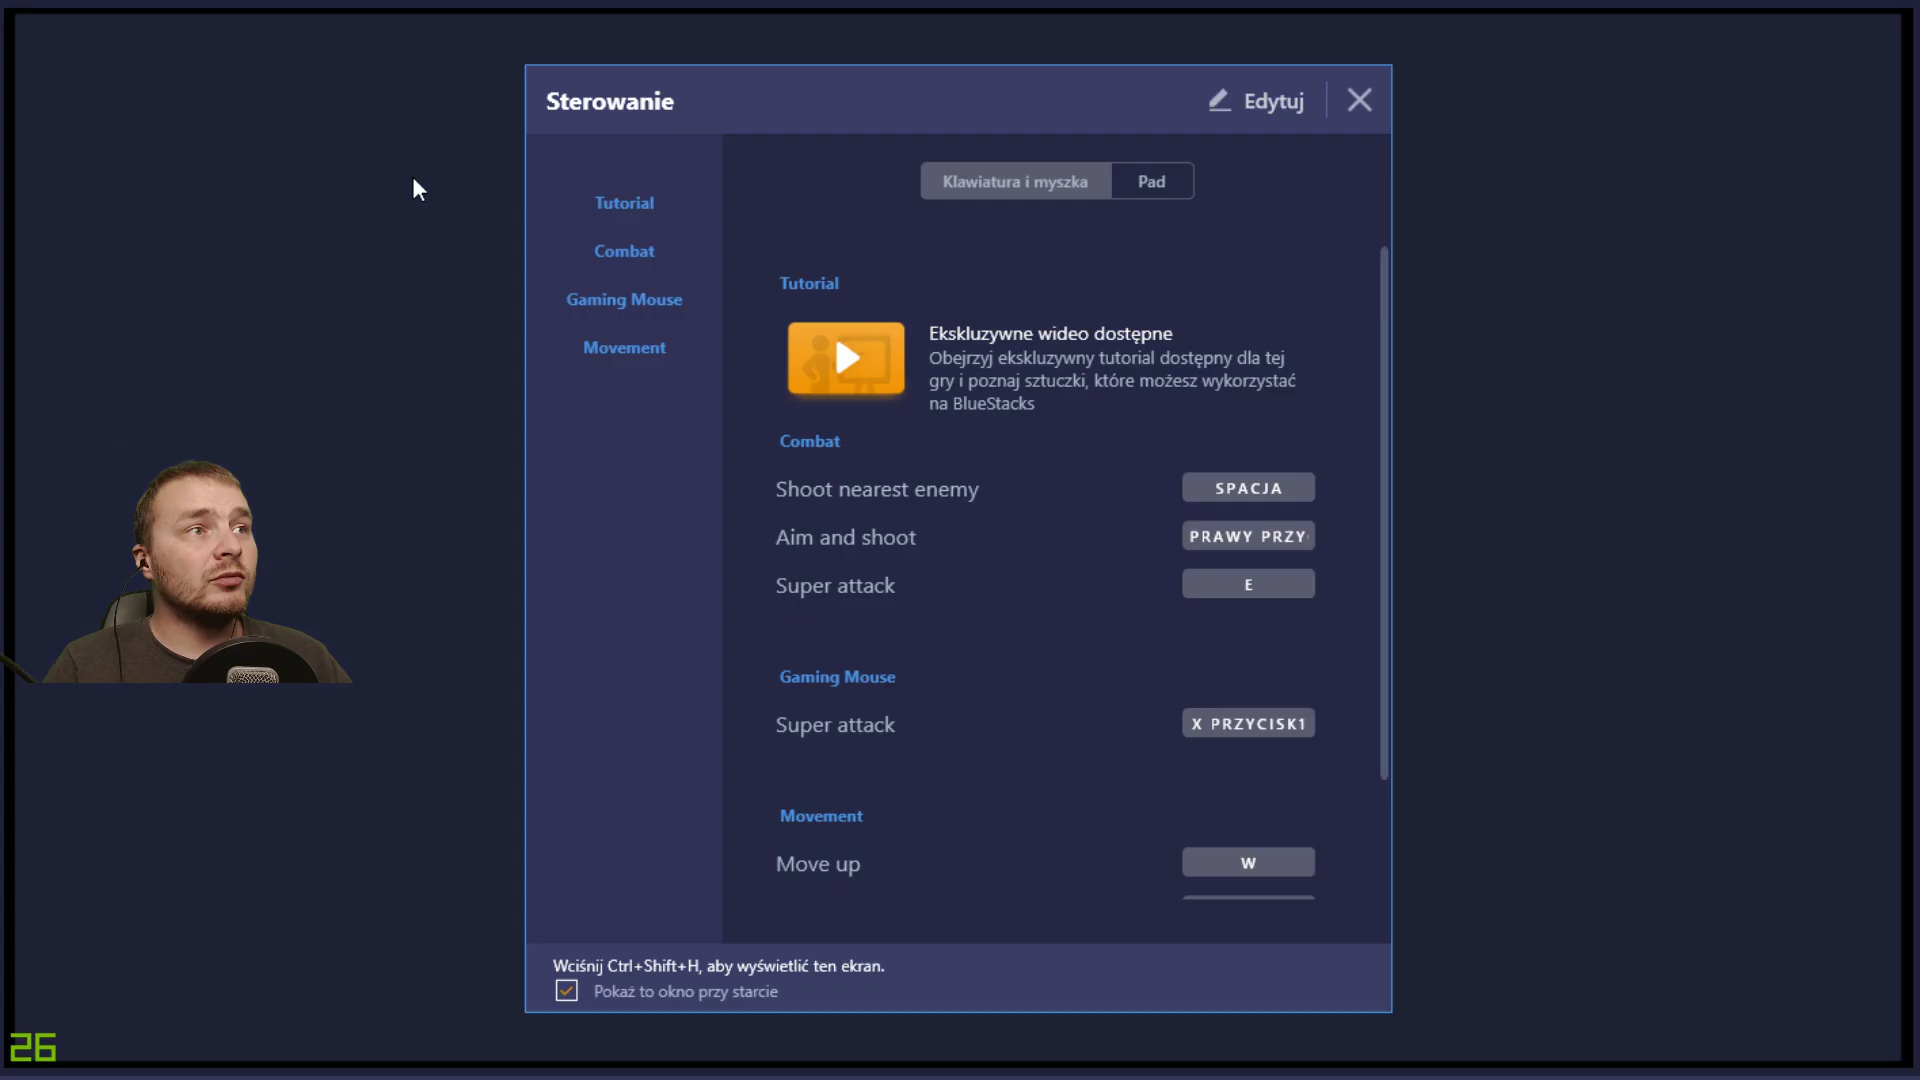 Sterowanie
Edytuj
Klawiatura i myszka
Pad
Tutorial
Combat
Gaming Mouse
Movement
Tutorial
Ekskluzywne wideo dostępne
Obejrzyj ekskluzywny tutorial dostępny dla tej
gry i poznaj sztuczki, które możesz wykorzystać
na BlueStacks
Combat
Shoot nearest enemy
SPACJA
Aim and shoot
PRAWY PRZY
Super attack
E
Gaming Mouse
Super attack
X PRZYCISK1
Movement
Move up
W
Wciśnij Ctrl+Shift+H, aby wyświetlić ten ekran.
Pokaż to okno przy starcie
26